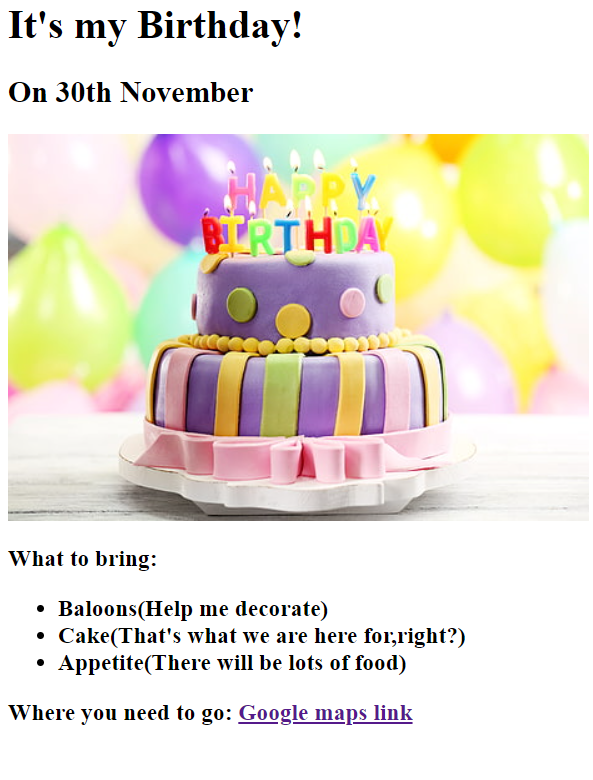 It's my Birthday!
On 30th November
HAPPY
BIRTHDAY
What to bring:
Baloons(Help me decorate)
Cake(That's what we are here for,right?)
Appetite(There will be lots of food)
Where you need to go: Google maps link